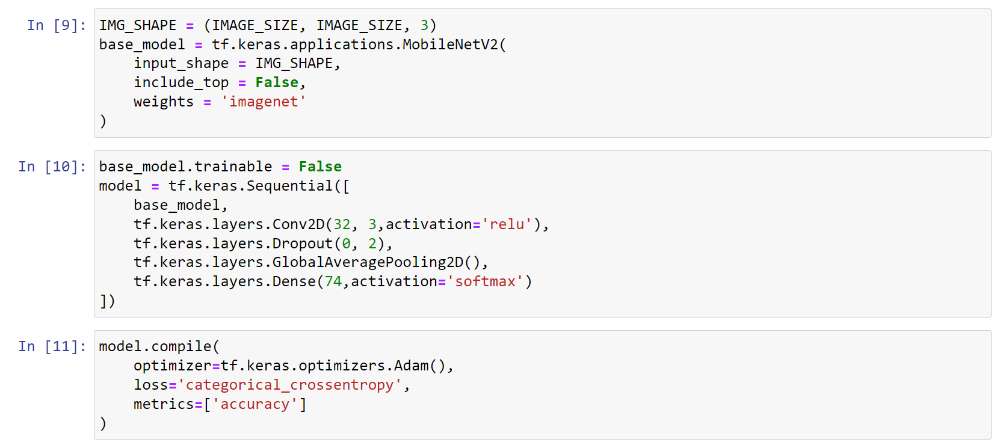 In [9]: IMG_SHAPE = (IMAGE_SIZE, IMAGE_SIZE, 3)
base_model = tf.keras.applications.MobileNetV2(
    input_shape = IMG_SHAPE,
    include_top = False,
    weights = 'imagenet'
)
In [10]: base_model.trainable = False
model = tf.keras.Sequential([
    base_model,
    tf.keras.layers.Conv2D(32, 3,activation='relu'),
    tf.keras.layers.Dropout(0, 2),
    tf.keras.layers.GlobalAveragePooling2D(),
    tf.keras.layers.Dense(74,activation='softmax')
])
In [11]: model.compile(
    optimizer=tf.keras.optimizers.Adam(),
    loss='categorical_crossentropy',
    metrics=['accuracy']
)